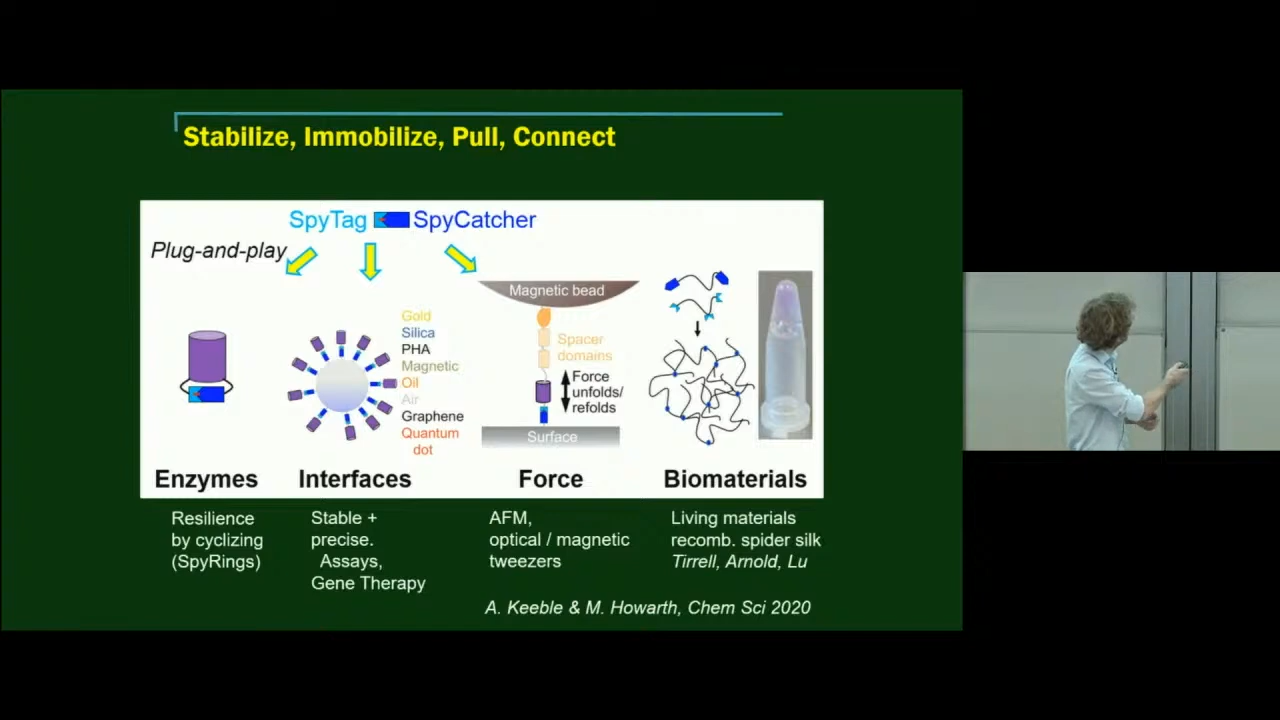 Stabilize, Immobilize, Pull, Connect
SpyTag SpyCatcher
Plug-and-play
Gold
Silica
PHA
Magnetic
Oil
Air
Graphene
Quantum
dot
Magnetic bead
Spacer
domains
Force
unfolds/
refolds
Surface
Enzymes
Interfaces
Force
Biomaterials
Resilience
by cyclizing
(SpyRings)
Stable +
precise.
Assays,
Gene Therapy
AFM,
optical / magnetic
tweezers
Living materials
recomb. spider silk
Tirrell, Arnold, Lu
A. Keeble & M. Howarth, Chem Sci 2020